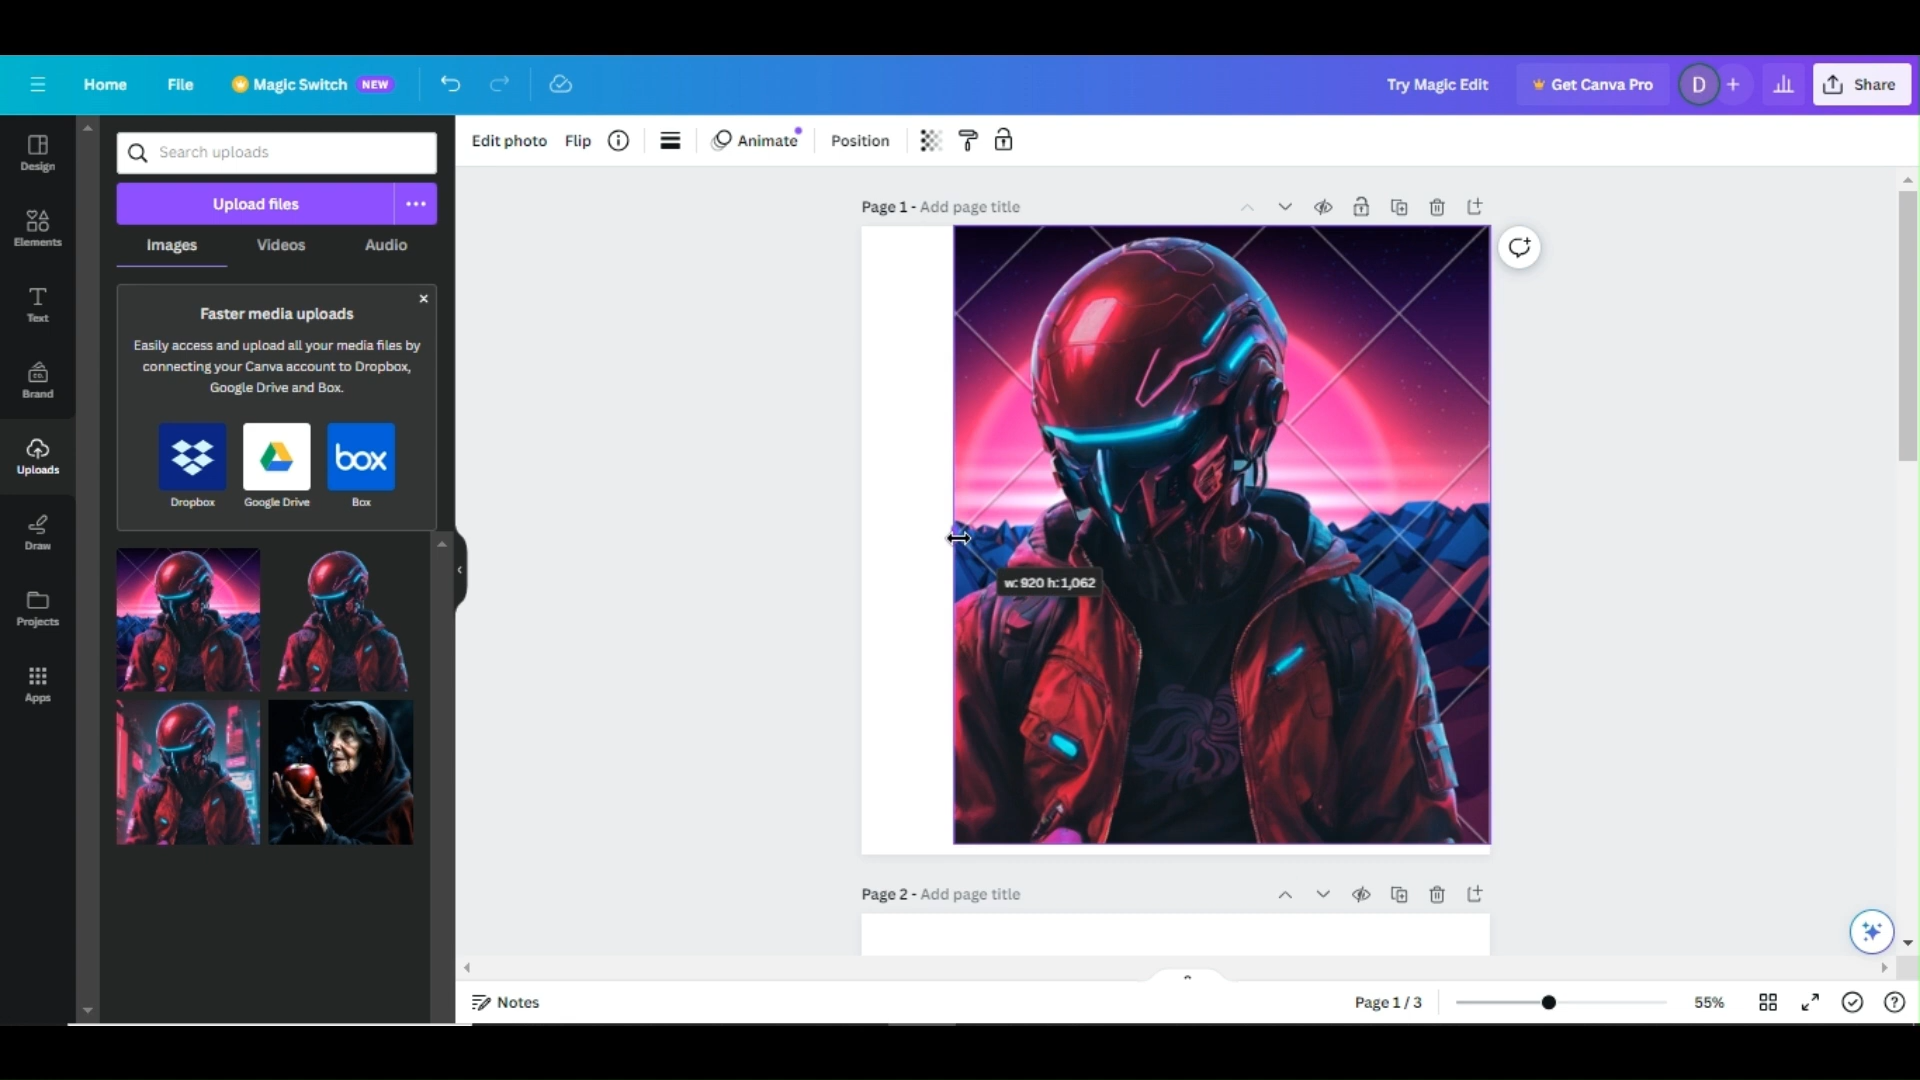 Home File Magic Switch NEW Try Magic Edit Get Canva Pro D Share
Search uploads
Upload files
Images Videos Audio
Faster media uploads
Easily access and upload all your media files by
connecting your Canva account to Dropbox,
Google Drive and Box.
box
Dropbox Google Drive Box
Design
Elements
Text
Brand
Uploads
Draw
Projects
Apps
Edit photo Flip Animate Position
Page 1 - Add page title
w: 920 h: 1,062
Page 2 - Add page title
Notes Page 1 / 3 55%